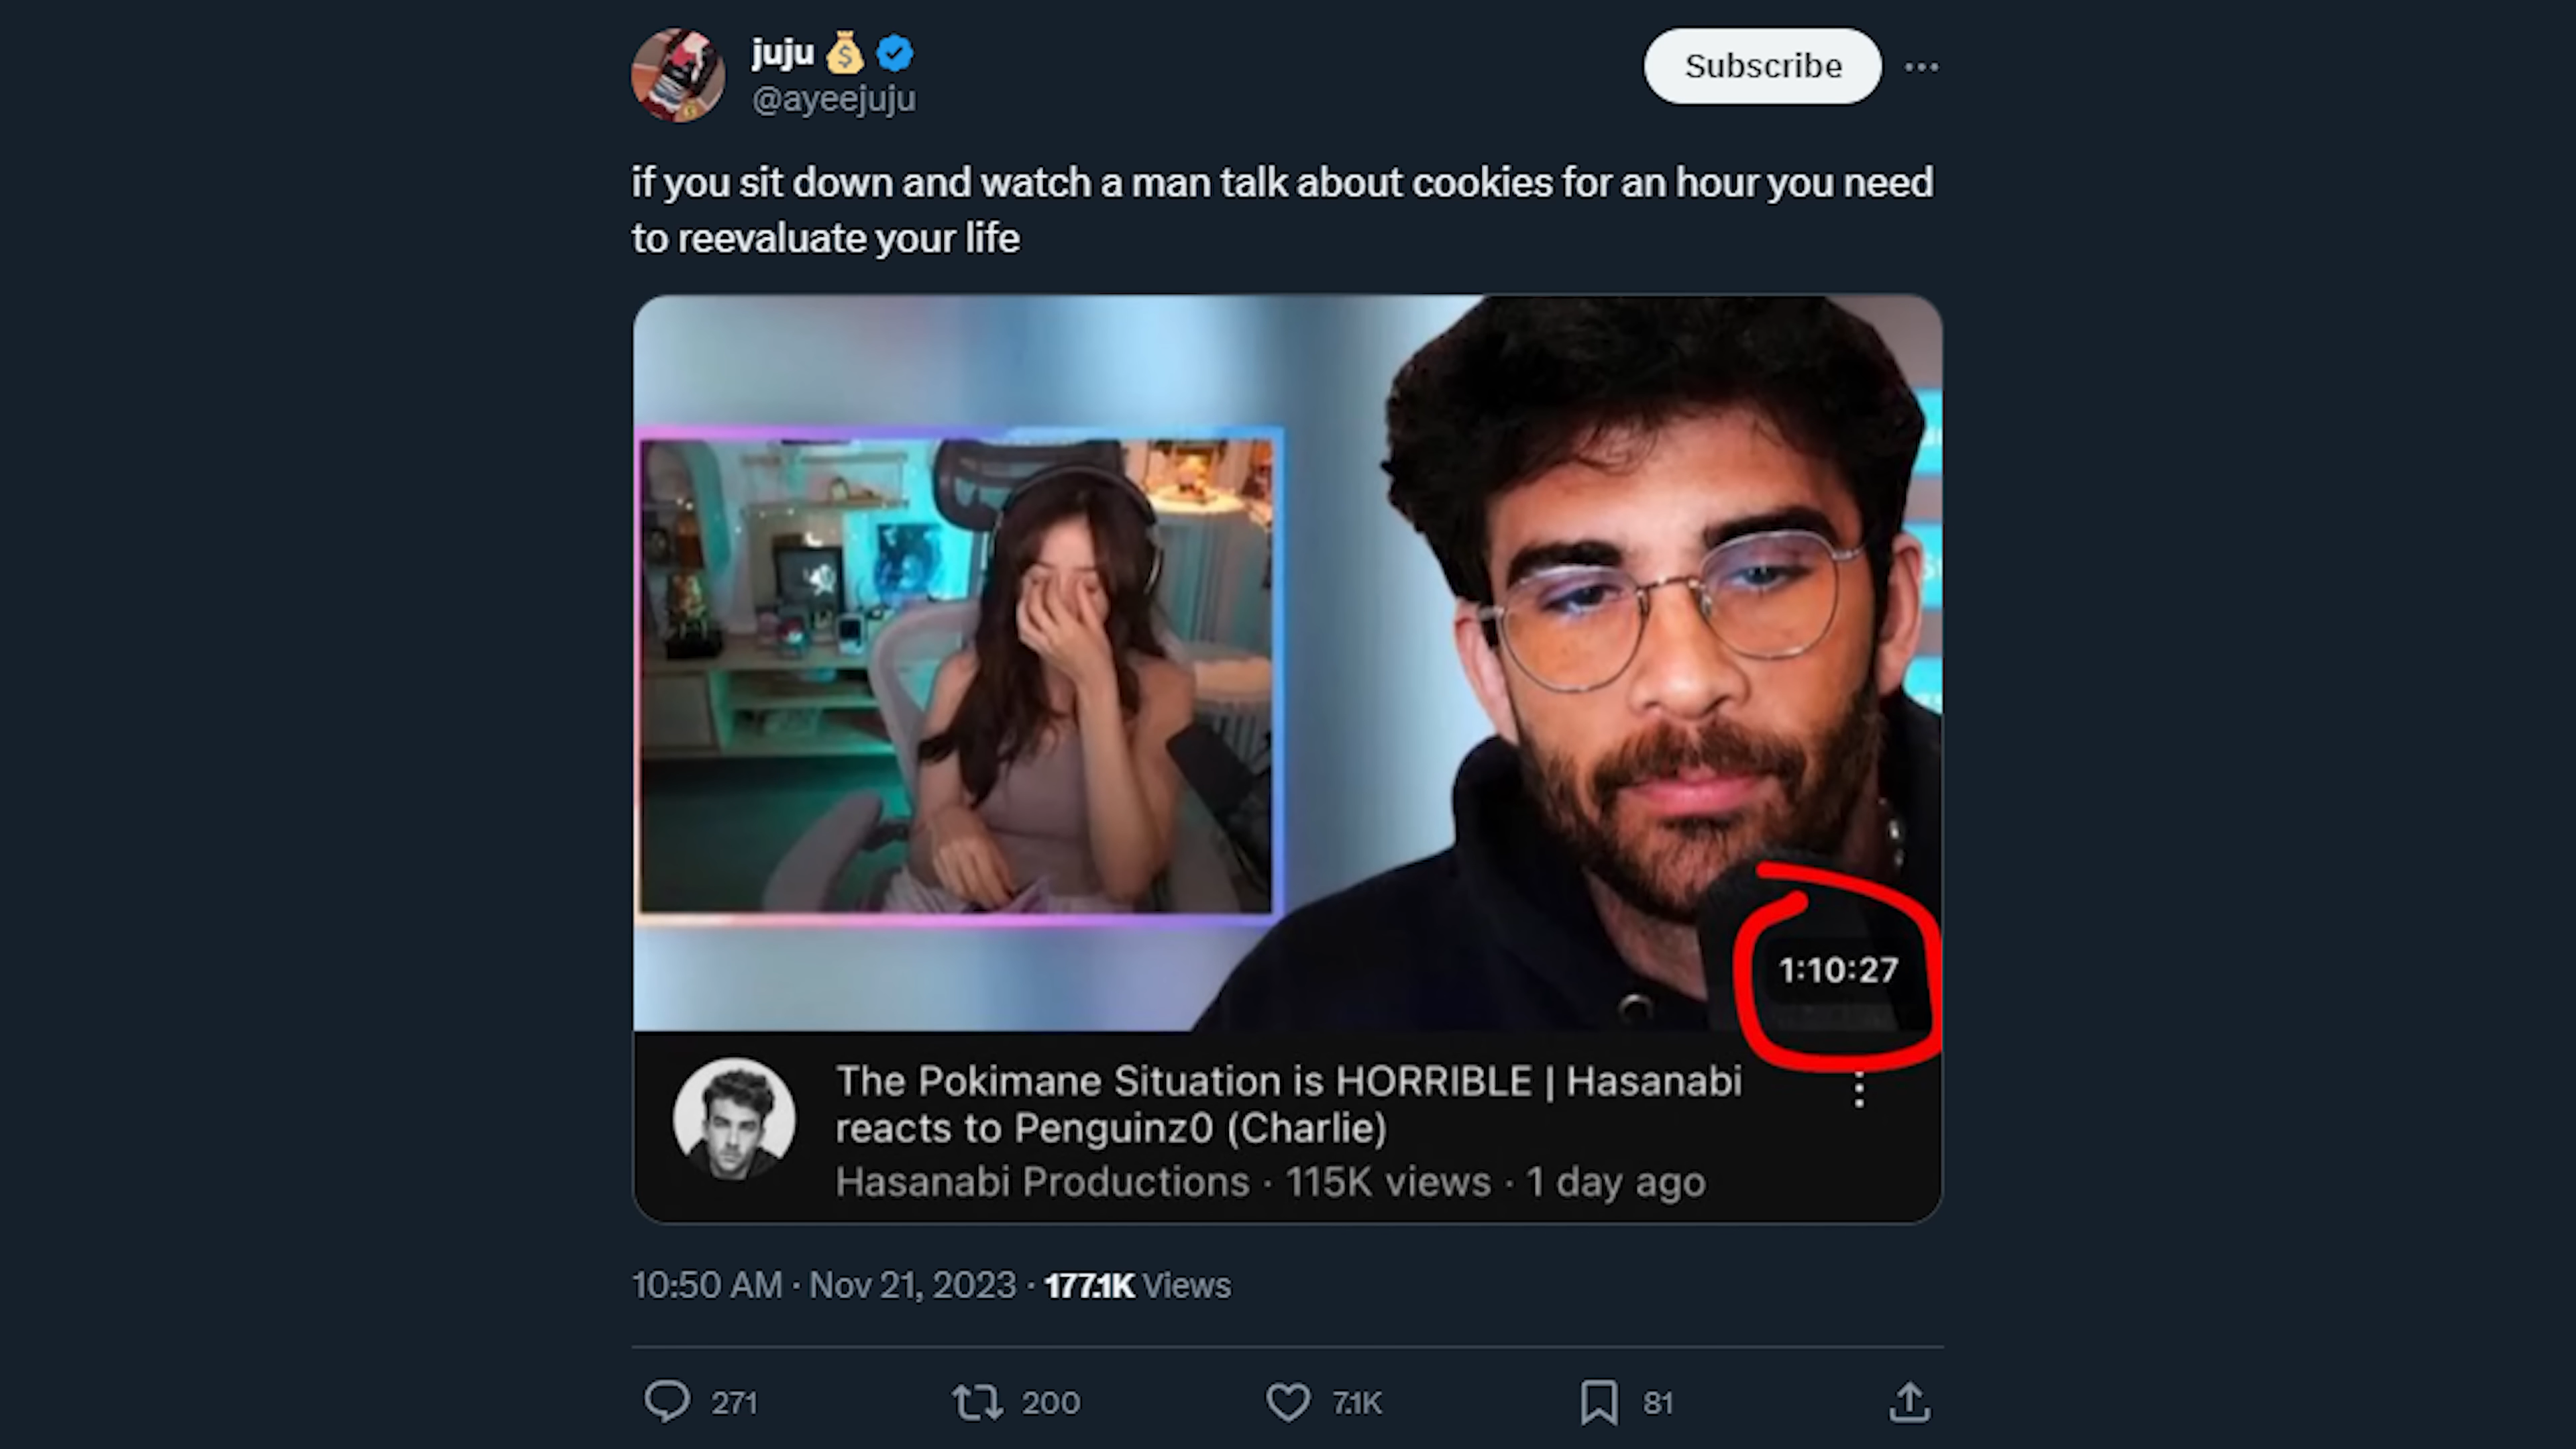 juju
@ayeejuju
Subscribe
if you sit down and watch a man talk about cookies for an hour you need
to reevaluate your life
1:10:27
The Pokimane Situation is HORRIBLE | Hasanabi
reacts to Penguinz0 (Charlie)
Hasanabi Productions · 115K views · 1 day ago
10:50 AM · Nov 21, 2023 · 177.1K Views
271 200 7.1K 81